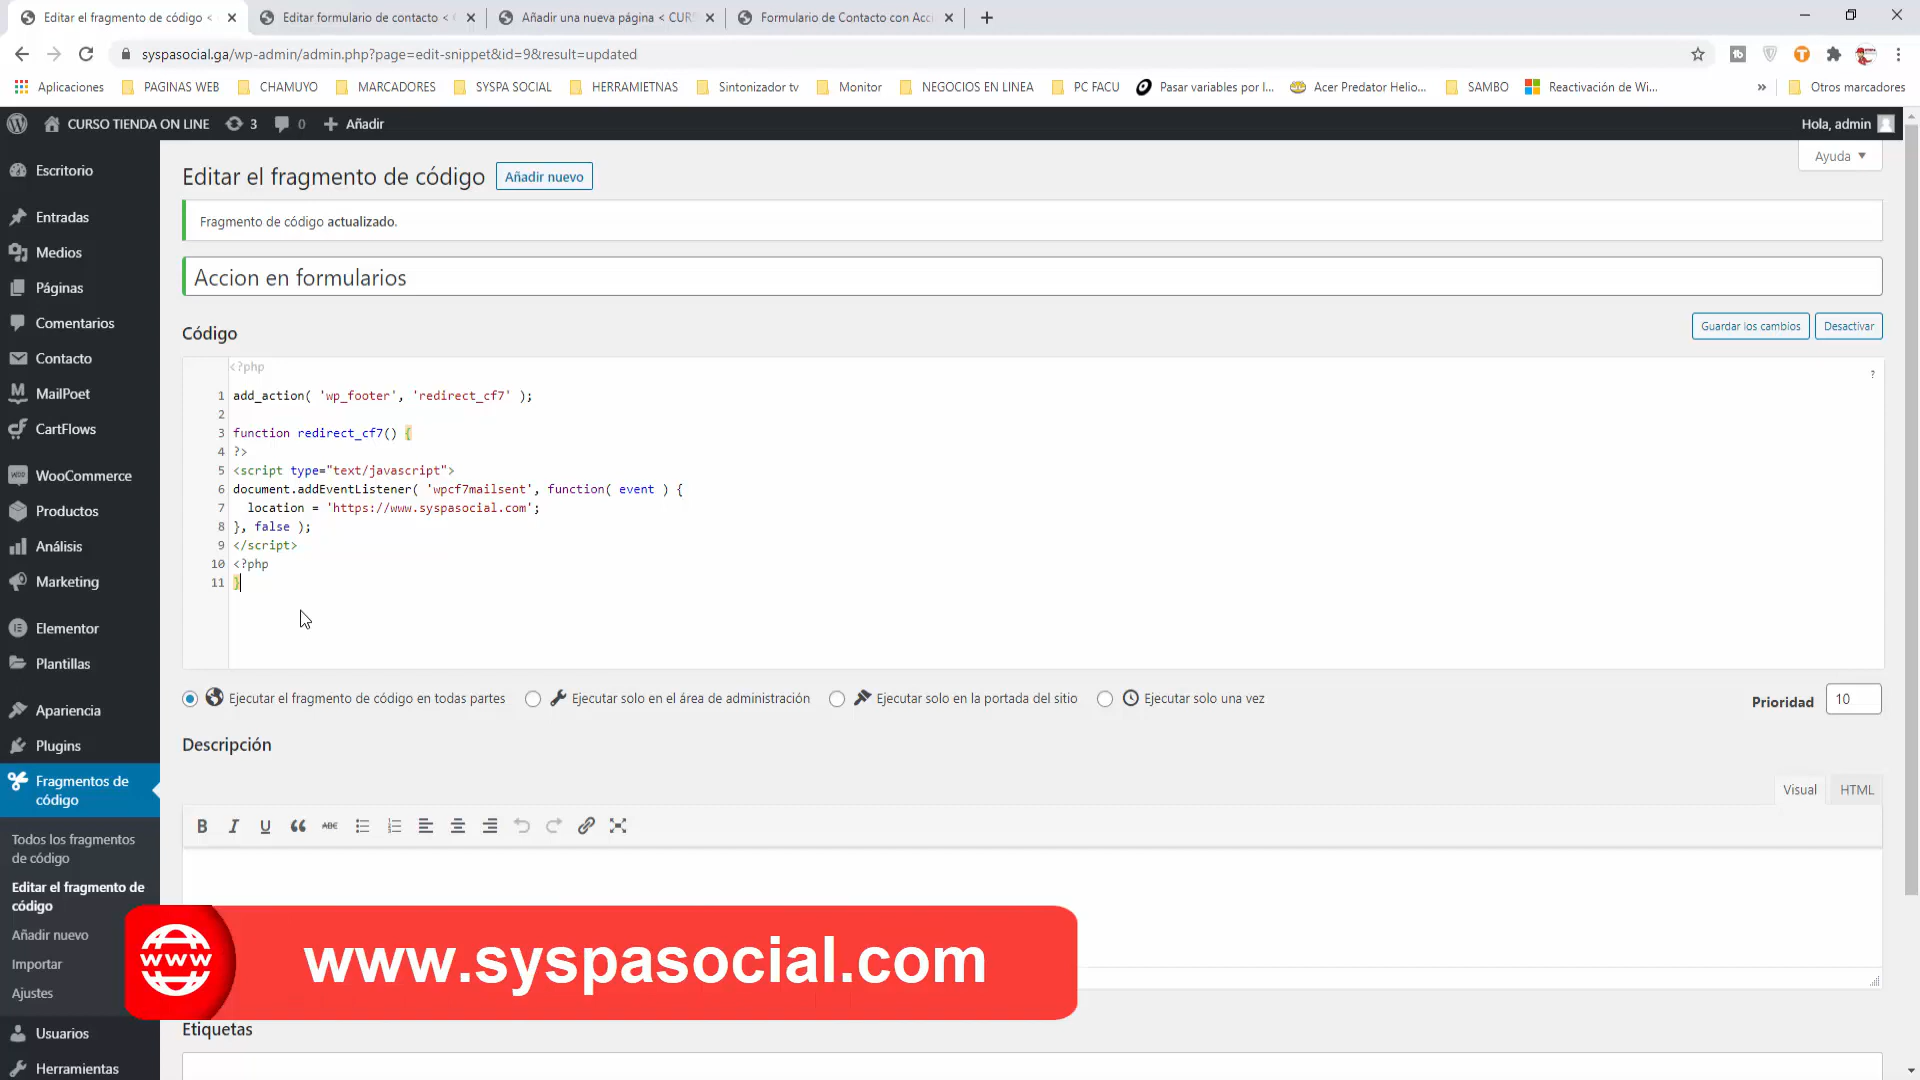 Editar el fragmento de código <
Editar formulario de contacto <
Añadir una nueva página < CUR
Formulario de Contacto con Acc
syspasocial.ga/wp-admin/admin.php?page=edit-snippet&id=9&result=updated
Aplicaciones
PAGINAS WEB
CHAMUYO
MARCADORES
SYSPA SOCIAL
HERRAMIETNAS
Sintonizador tv
Monitor
NEGOCIOS EN LINEA
PC FACU
Pasar variables por l...
Acer Predator Helio...
SAMBO
Reactivación de Wi...
»
Otros marcadores
CURSO TIENDA ON LINE
3
0
Añadir
Hola, admin
Ayuda
Escritorio
Entradas
Medios
Páginas
Comentarios
Contacto
MailPoet
CartFlows
WooCommerce
Productos
Análisis
Marketing
Elementor
Plantillas
Apariencia
Plugins
Fragmentos de
código
Todos los fragmentos
de código
Editar el fragmento de
código
Añadir nuevo
Importar
Ajustes
Usuarios
Herramientas
Editar el fragmento de código
Añadir nuevo
Fragmento de código actualizado.
Accion en formularios
Código
Guardar los cambios
Desactivar
<?php
?
1 add_action( 'wp_footer', 'redirect_cf7' );
2
3 function redirect_cf7() {
4 ?>
5 <script type="text/javascript">
6 document.addEventListener( 'wpcf7mailsent', function( event ) {
7 location = 'https://www.syspasocial.com';
8 }, false );
9 </script>
10 <?php
11 }
Ejecutar el fragmento de código en todas partes
Ejecutar solo en el área de administración
Ejecutar solo en la portada del sitio
Ejecutar solo una vez
Prioridad
10
Descripción
Visual
HTML
B I U “ ABC
WWW
www.syspasocial.com
Etiquetas